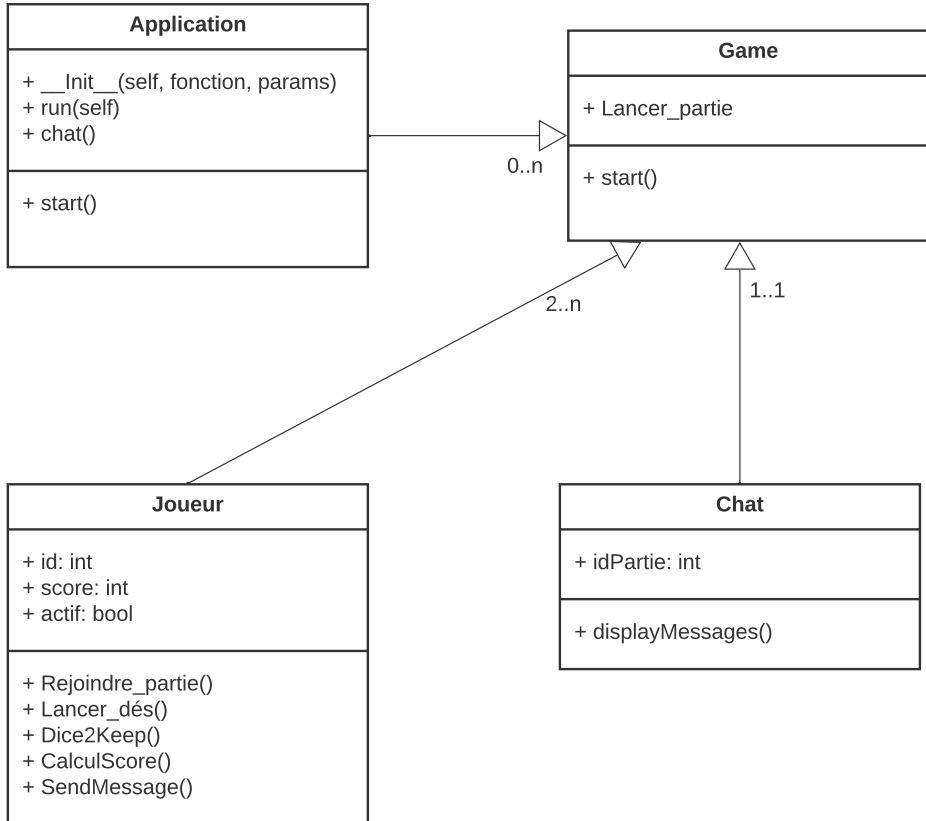 Application
+ __Init__(self, fonction, params)
+ run(self)
+ chat()
+ start()
Game
+ Lancer_partie
+ start()
0..n
2..n
1..1
Joueur
+ id: int
+ score: int
+ actif: bool
+ Rejoindre_partie()
+ Lancer_dés()
+ Dice2Keep()
+ CalculScore()
+ SendMessage()
Chat
+ idPartie: int
+ displayMessages()